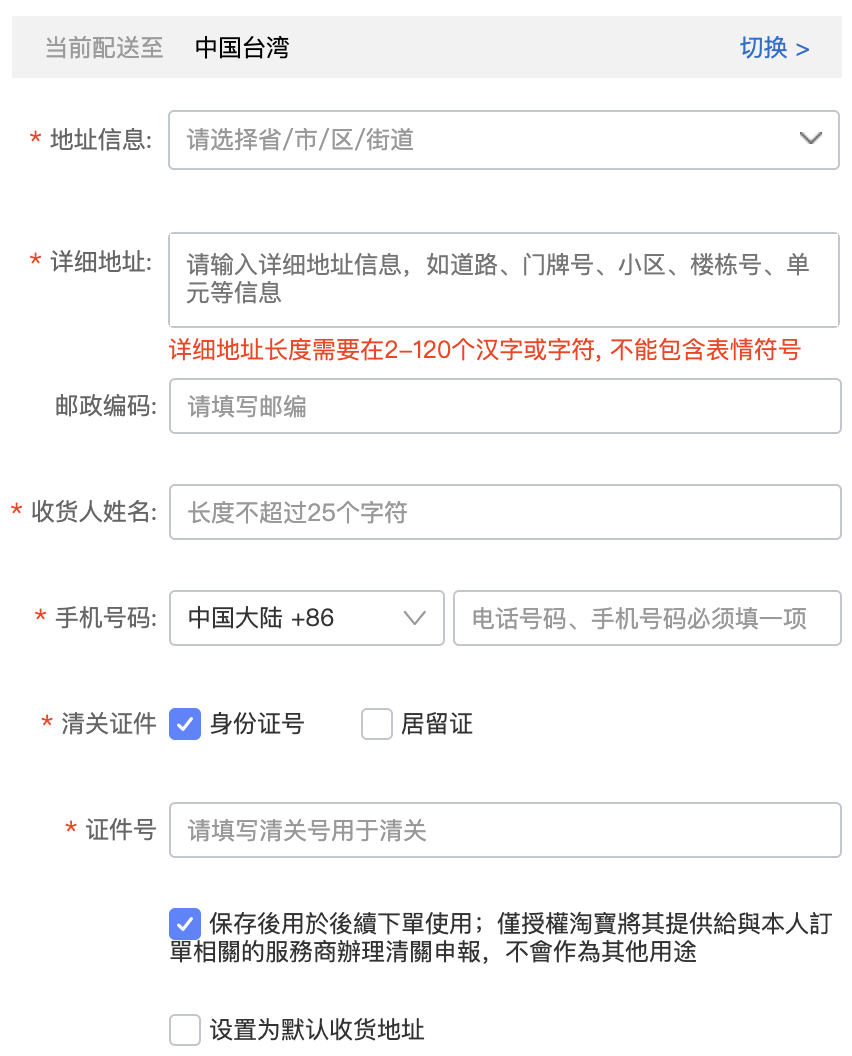 当前配送至 中国台湾 切换 >
* 地址信息: 请选择省/市/区/街道
* 详细地址: 请输入详细地址信息，如道路、门牌号、小区、楼栋号、单
元等信息
详细地址长度需要在2-120个汉字或字符, 不能包含表情符号
邮政编码: 请填写邮编
* 收货人姓名: 长度不超过25个字符
* 手机号码: 中国大陆 +86 电话号码、手机号码必须填一项
* 清关证件 身份证号 居留证
* 证件号 请填写清关号用于清关
保存後用於後續下單使用；僅授權淘寶將其提供給與本人訂
單相關的服務商辦理清關申報，不會作為其他用途
设置为默认收货地址